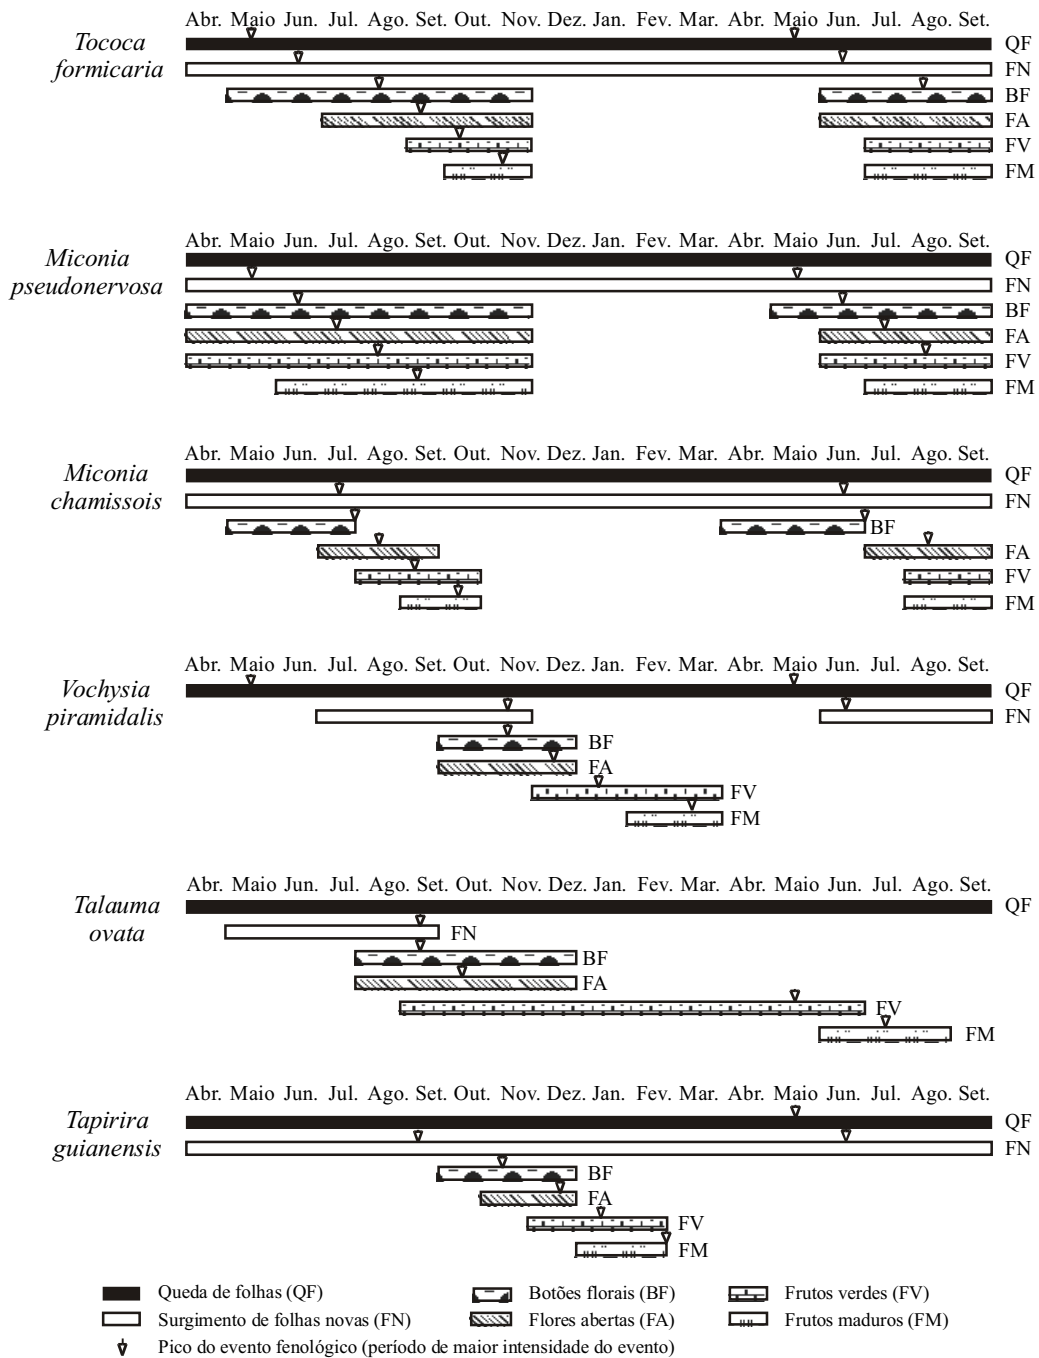 Abr. Maio Jun. Jul. Ago. Set. Out. Nov. Dez. Jan. Fev. Mar. Abr. Maio Jun. Jul. Ago. Set.
Tococa
formicaria
QF
FN
BF
FA
FV
FM
Abr. Maio Jun. Jul. Ago. Set. Out. Nov. Dez. Jan. Fev. Mar. Abr. Maio Jun. Jul. Ago. Set.
Miconia
pseudonervosa
QF
FN
BF
FA
FV
FM
Abr. Maio Jun. Jul. Ago. Set. Out. Nov. Dez. Jan. Fev. Mar. Abr. Maio Jun. Jul. Ago. Set.
Miconia
chamissois
QF
FN
BF
FA
FV
FM
Abr. Maio Jun. Jul. Ago. Set. Out. Nov. Dez. Jan. Fev. Mar. Abr. Maio Jun. Jul. Ago. Set.
Vochysia
piramidalis
QF
FN
BF
FA
FV
FM
Abr. Maio Jun. Jul. Ago. Set. Out. Nov. Dez. Jan. Fev. Mar. Abr. Maio Jun. Jul. Ago. Set.
Talauma
ovata
QF
FN
BF
FA
FV
FM
Abr. Maio Jun. Jul. Ago. Set. Out. Nov. Dez. Jan. Fev. Mar. Abr. Maio Jun. Jul. Ago. Set.
Tapirira
guianensis
QF
FN
BF
FA
FV
FM
Queda de folhas (QF) Botões florais (BF) Frutos verdes (FV)
Surgimento de folhas novas (FN) Flores abertas (FA) Frutos maduros (FM)
Pico do evento fenológico (período de maior intensidade do evento)